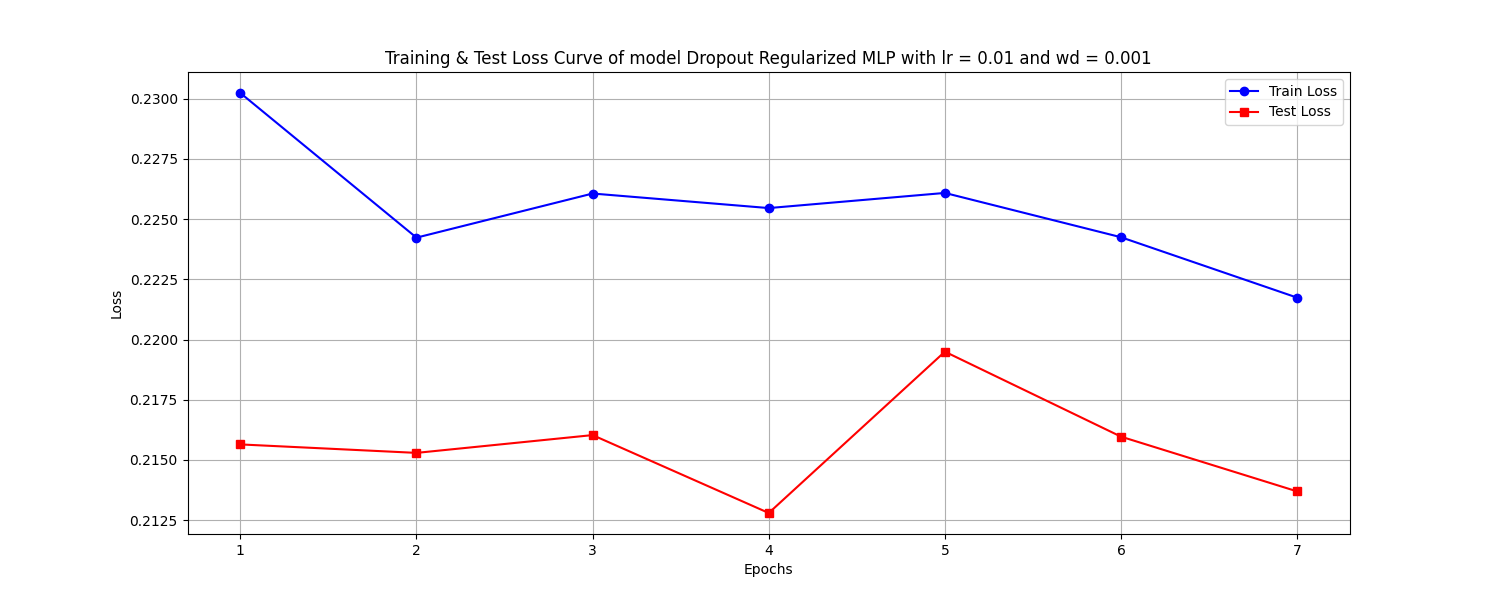 Training & Test Loss Curve of model Dropout Regularized MLP with lr = 0.01 and wd = 0.001
Train Loss
Test Loss
Loss
0.2300
0.2275
0.2250
0.2225
0.2200
0.2175
0.2150
0.2125
1 2 3 4 5 6 7
Epochs